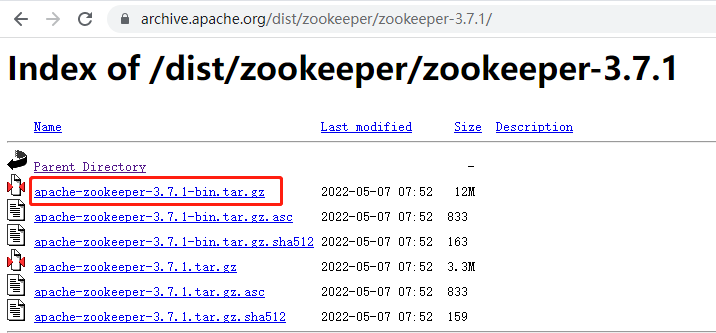 archive.apache.org/dist/zookeeper/zookeeper-3.7.1/
Index of /dist/zookeeper/zookeeper-3.7.1
Name Last modified Size Description
Parent Directory -
apache-zookeeper-3.7.1-bin.tar.gz 2022-05-07 07:52 12M
apache-zookeeper-3.7.1-bin.tar.gz.asc 2022-05-07 07:52 833
apache-zookeeper-3.7.1-bin.tar.gz.sha512 2022-05-07 07:52 163
apache-zookeeper-3.7.1.tar.gz 2022-05-07 07:52 3.3M
apache-zookeeper-3.7.1.tar.gz.asc 2022-05-07 07:52 833
apache-zookeeper-3.7.1.tar.gz.sha512 2022-05-07 07:52 159